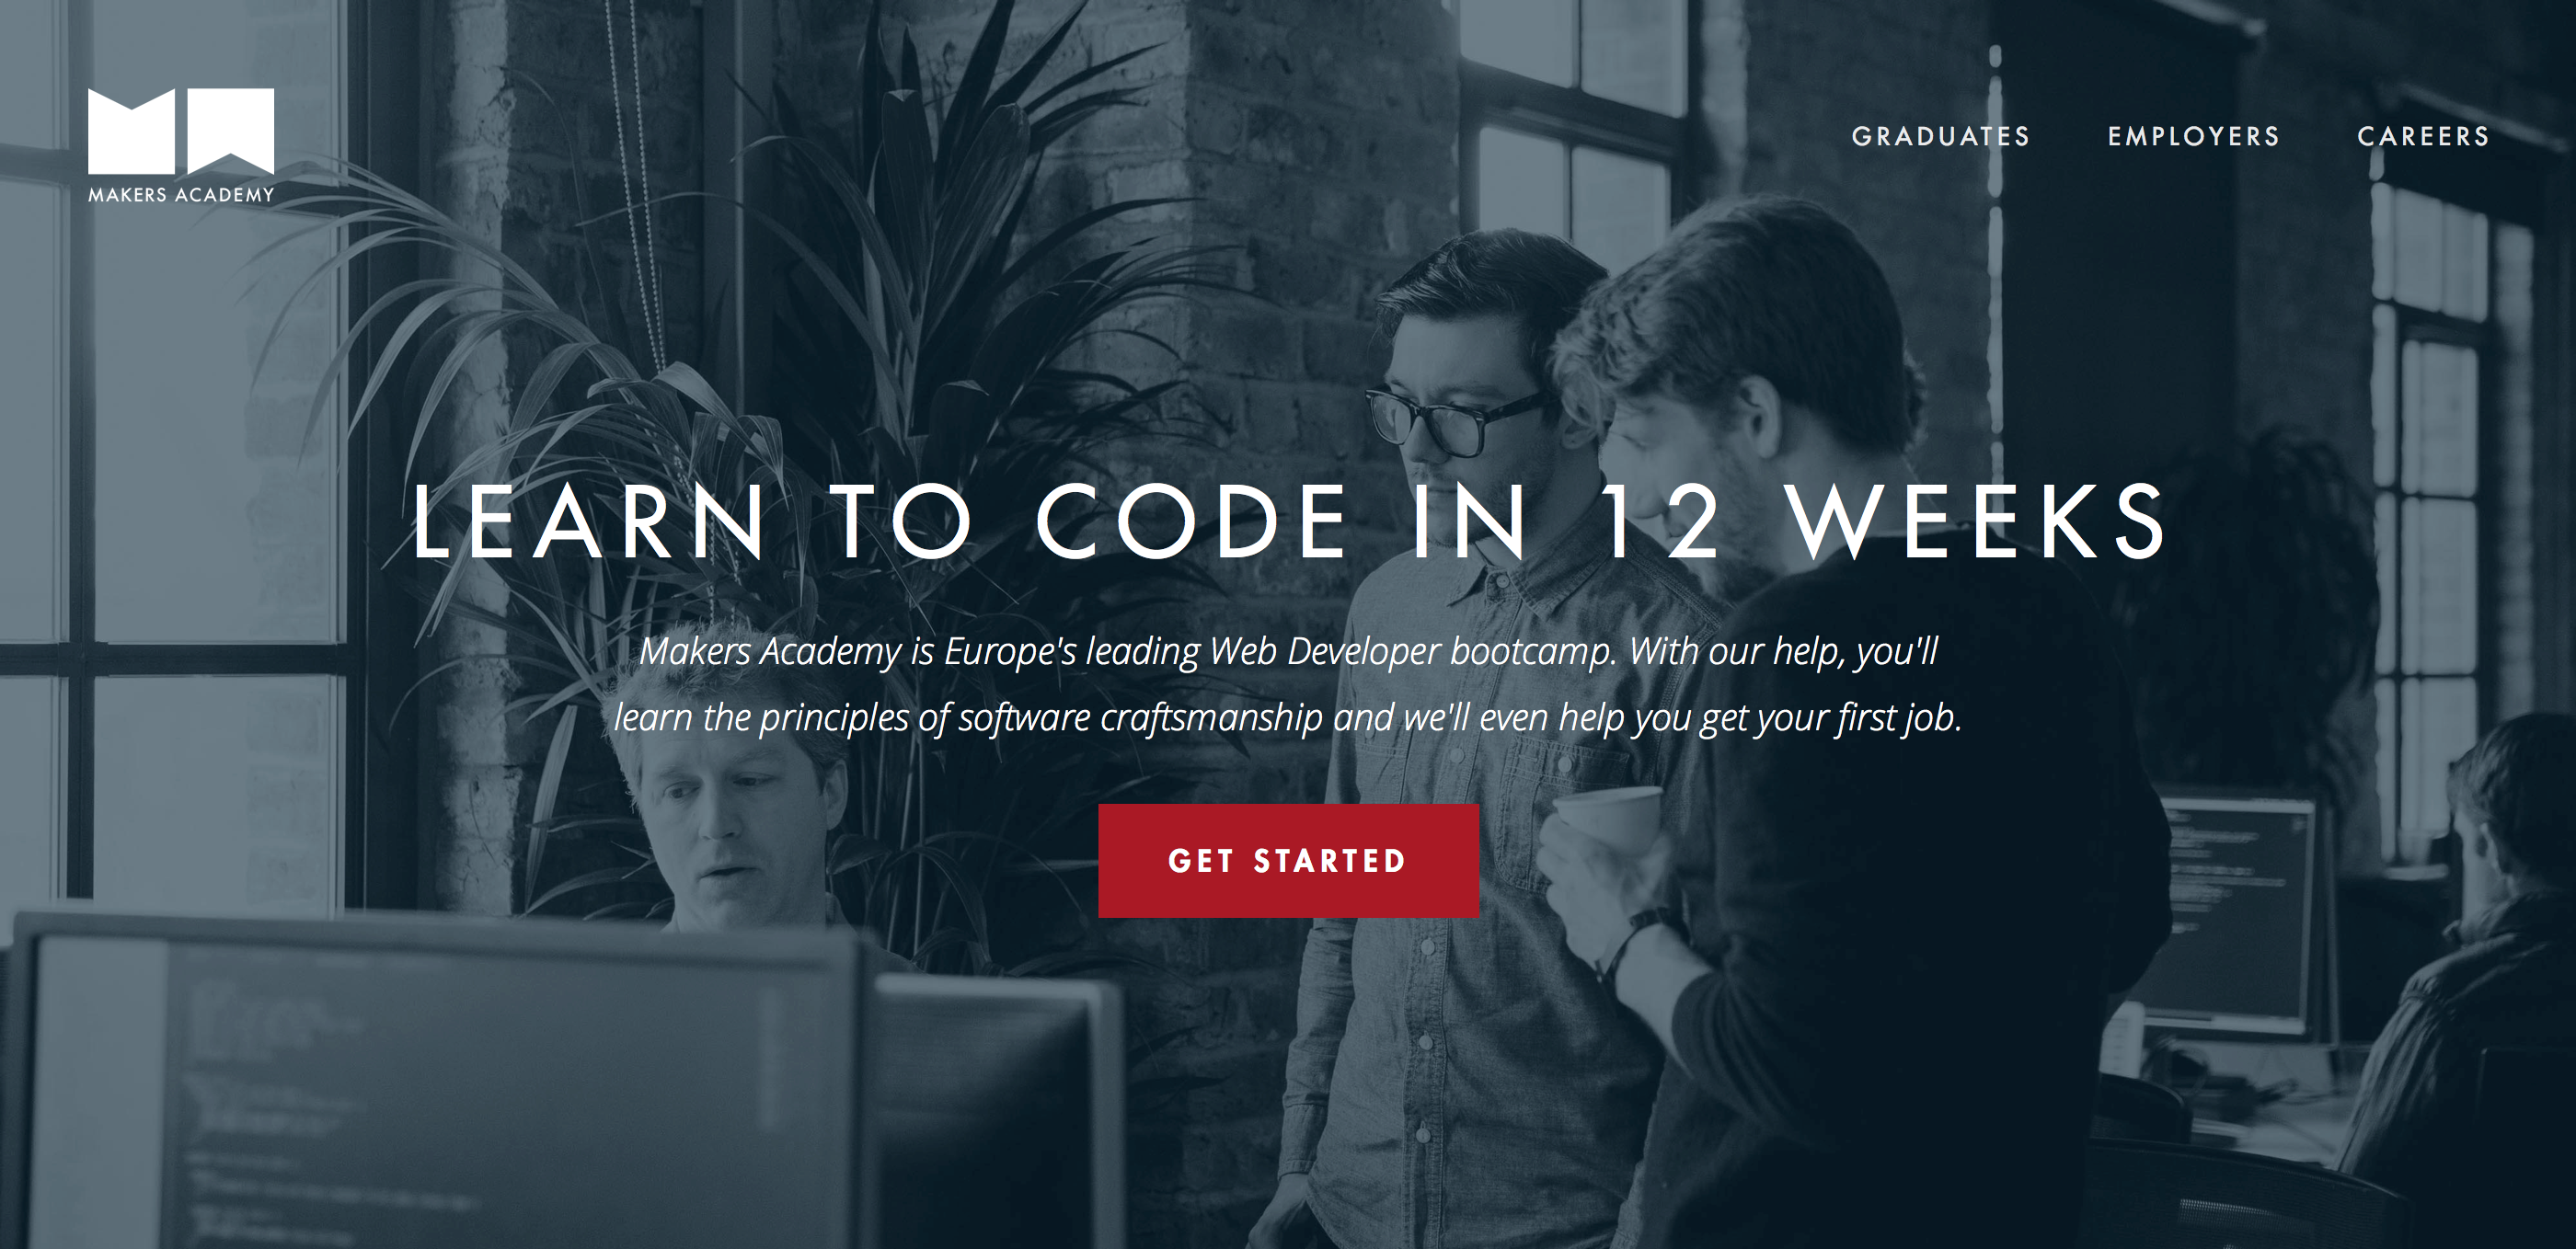 MAKERS ACADEMY
GRADUATES EMPLOYERS CAREERS
LEARN TO CODE IN 12 WEEKS
Makers Academy is Europe's leading Web Developer bootcamp. With our help, you'll
learn the principles of software craftsmanship and we'll even help you get your first job.
GET STARTED